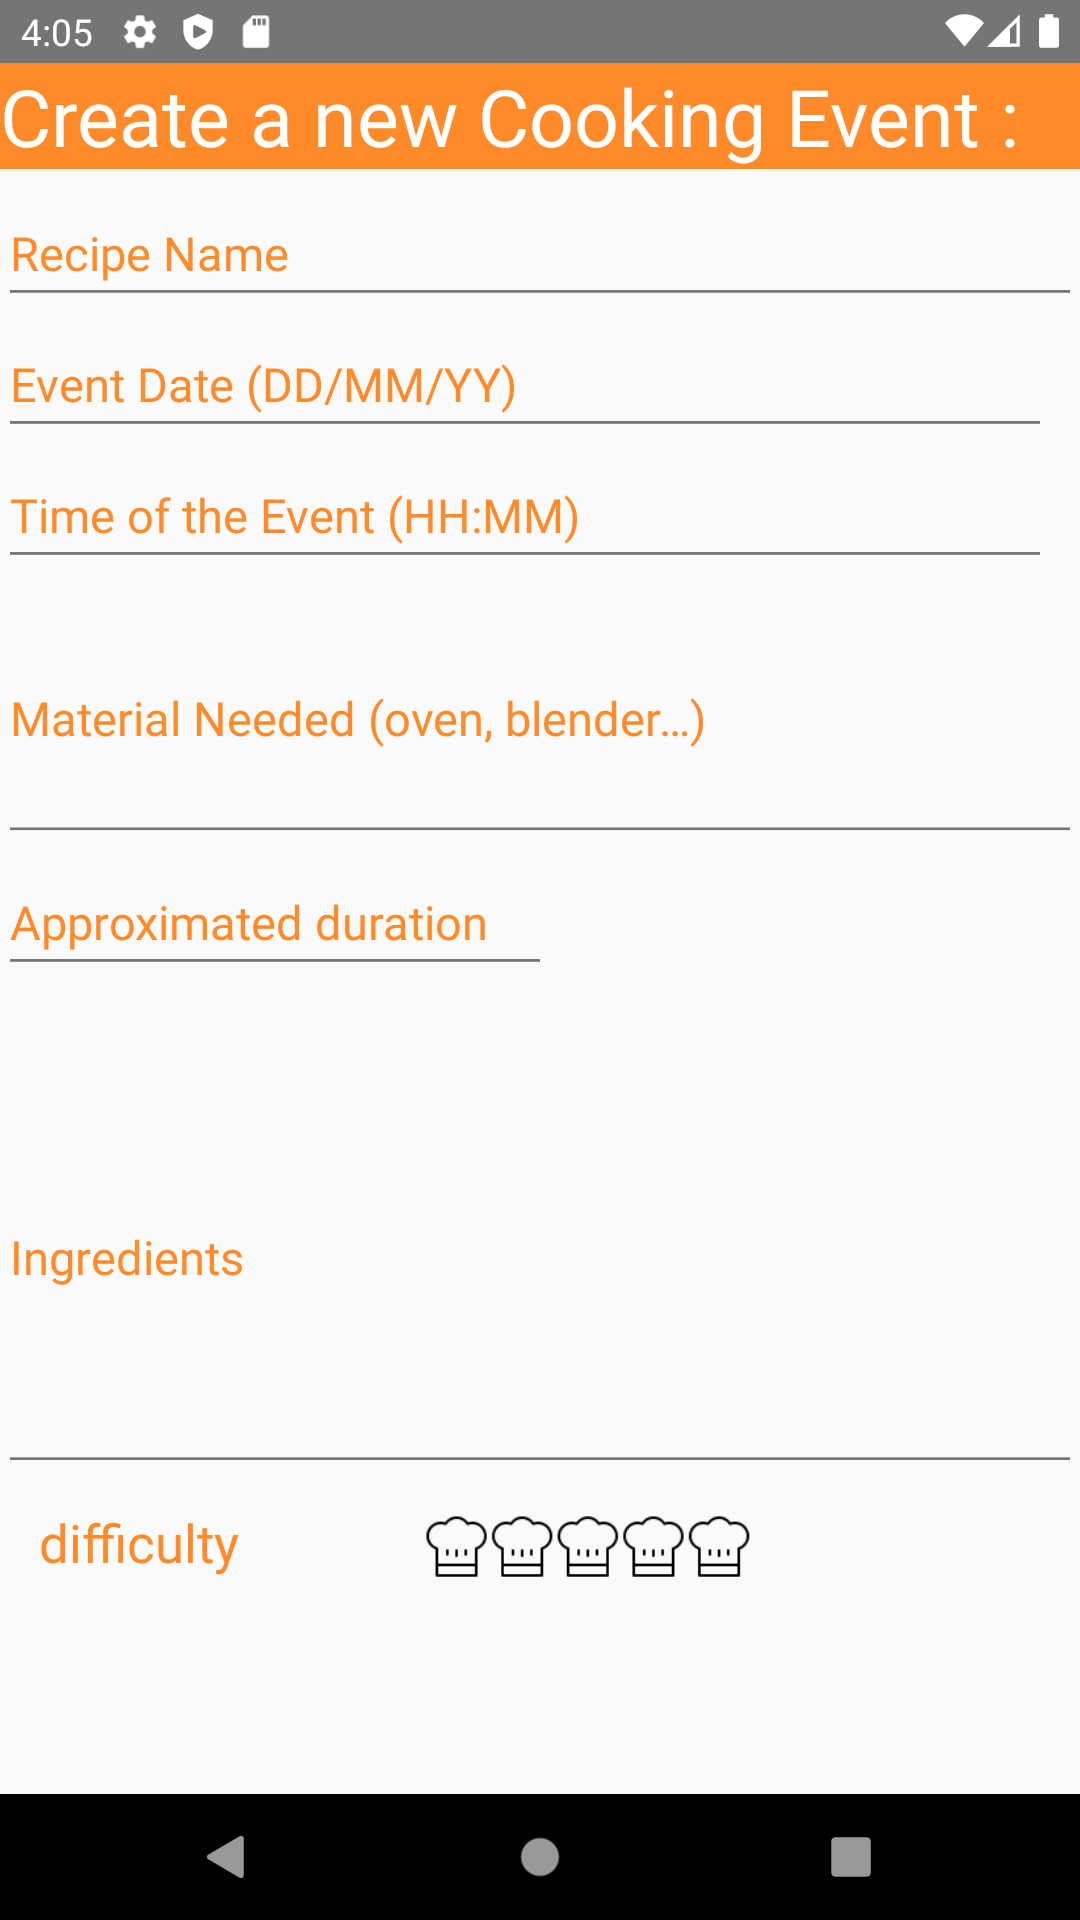 4:05
Create a new Cooking Event :
Recipe Name
Event Date (DD/MM/YY)
Time of the Event (HH:MM)
Material Needed (oven, blender...)
Approximated duration
Ingredients
difficulty